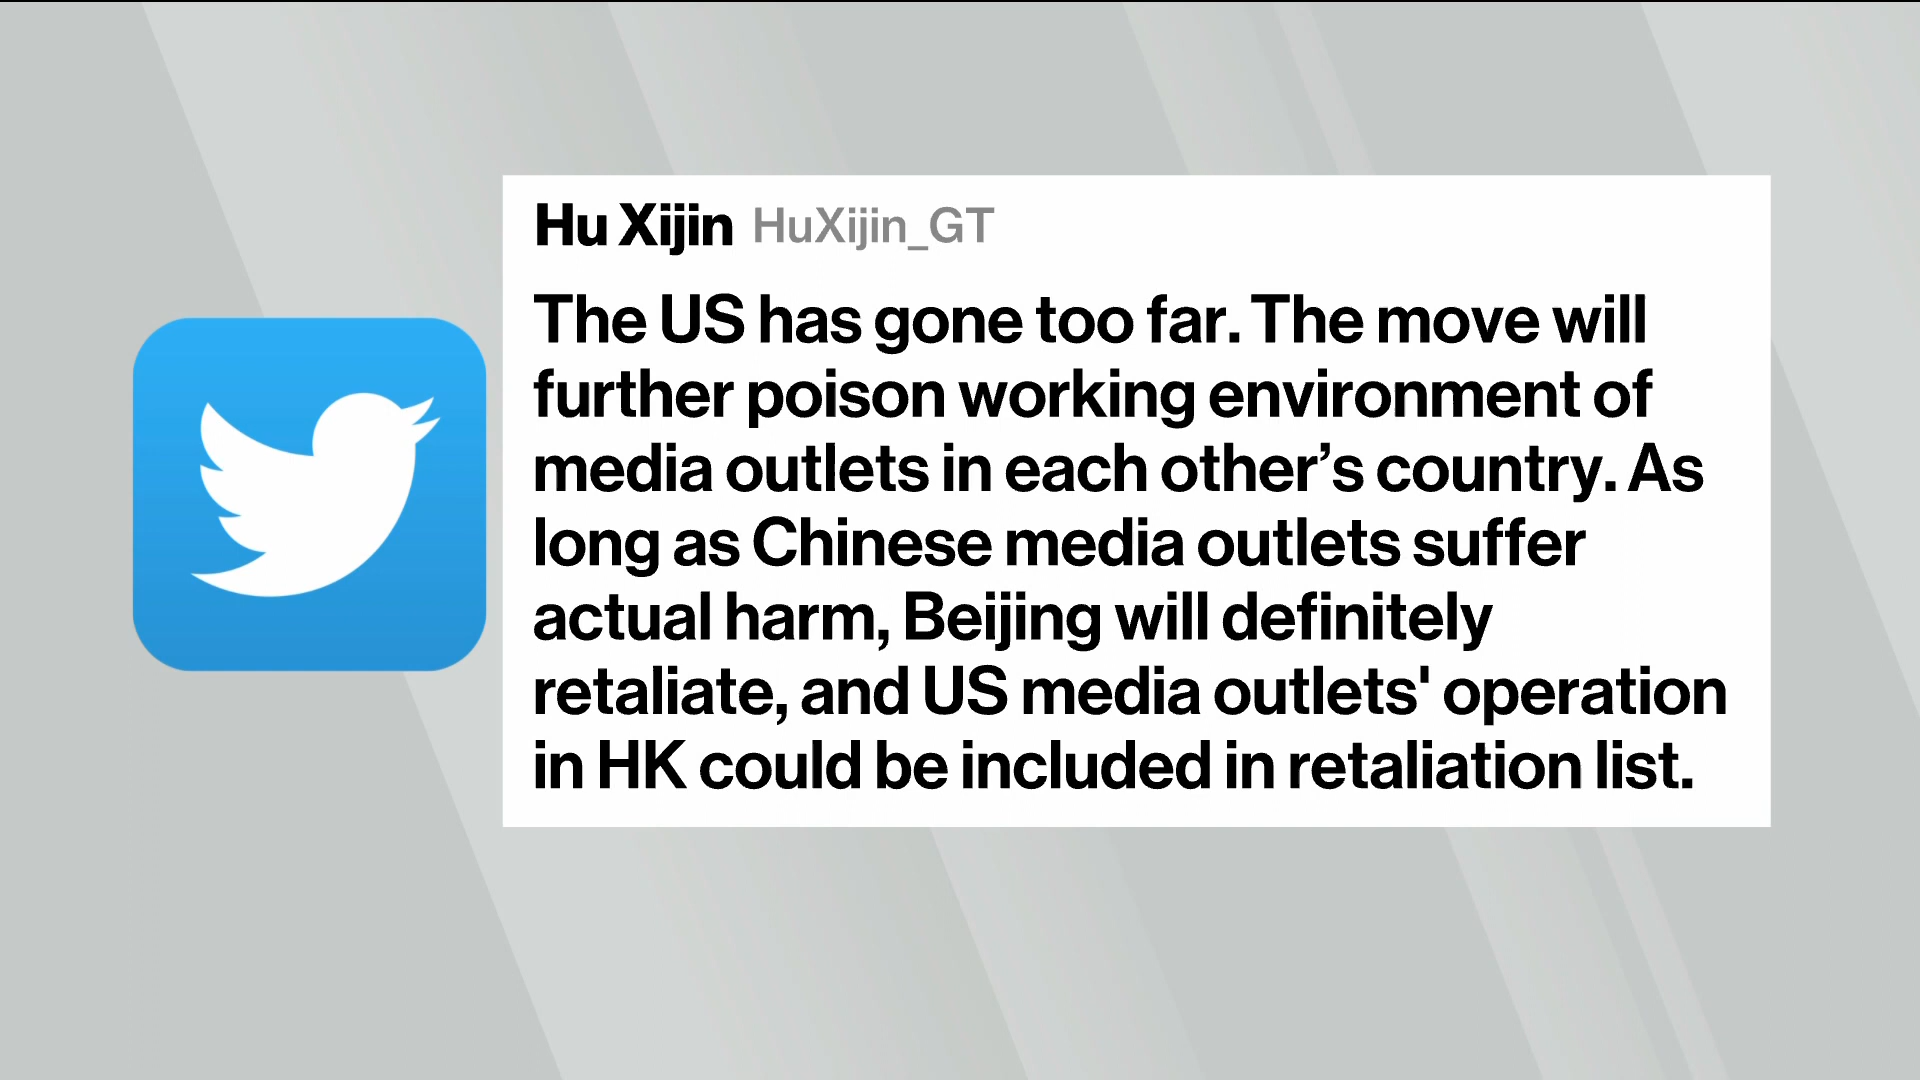 Hu Xijin HuXijin_GT
The US has gone too far. The move will
further poison working environment of
media outlets in each other’s country. As
long as Chinese media outlets suffer
actual harm, Beijing will definitely
retaliate, and US media outlets' operation
in HK could be included in retaliation list.